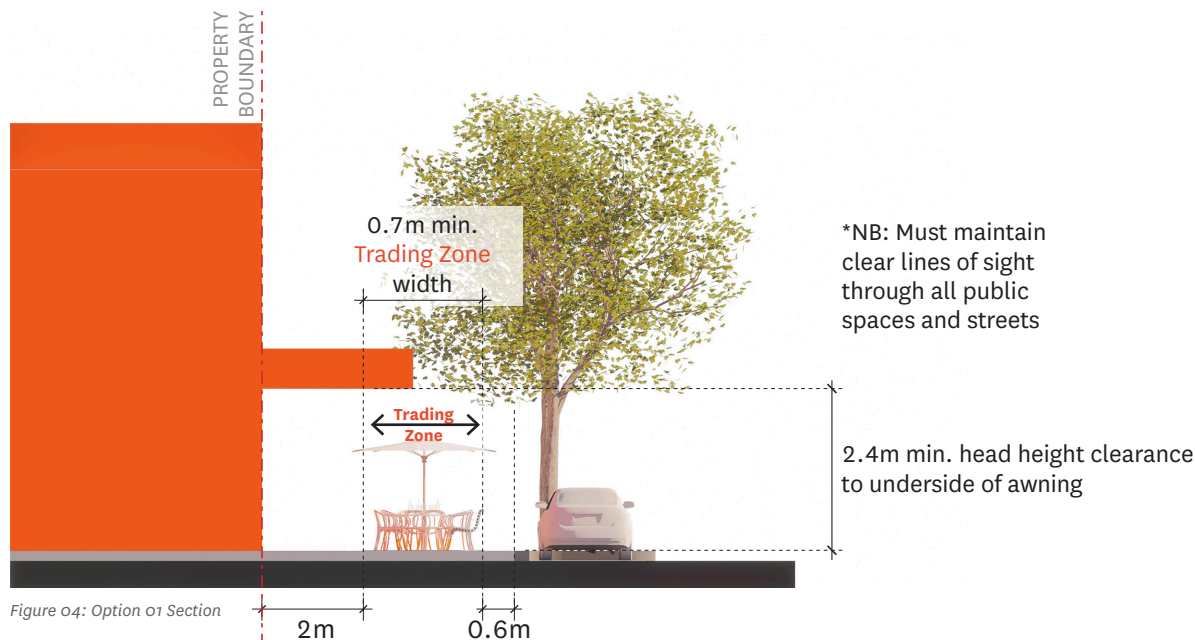 PROPERTY
BOUNDARY
0.7m min.
Trading Zone
width
*NB: Must maintain
clear lines of sight
through all public
spaces and streets
Trading
Zone
2.4m min. head height clearance
to underside of awning
Figure 04: Option 01 Section
2m
0.6m